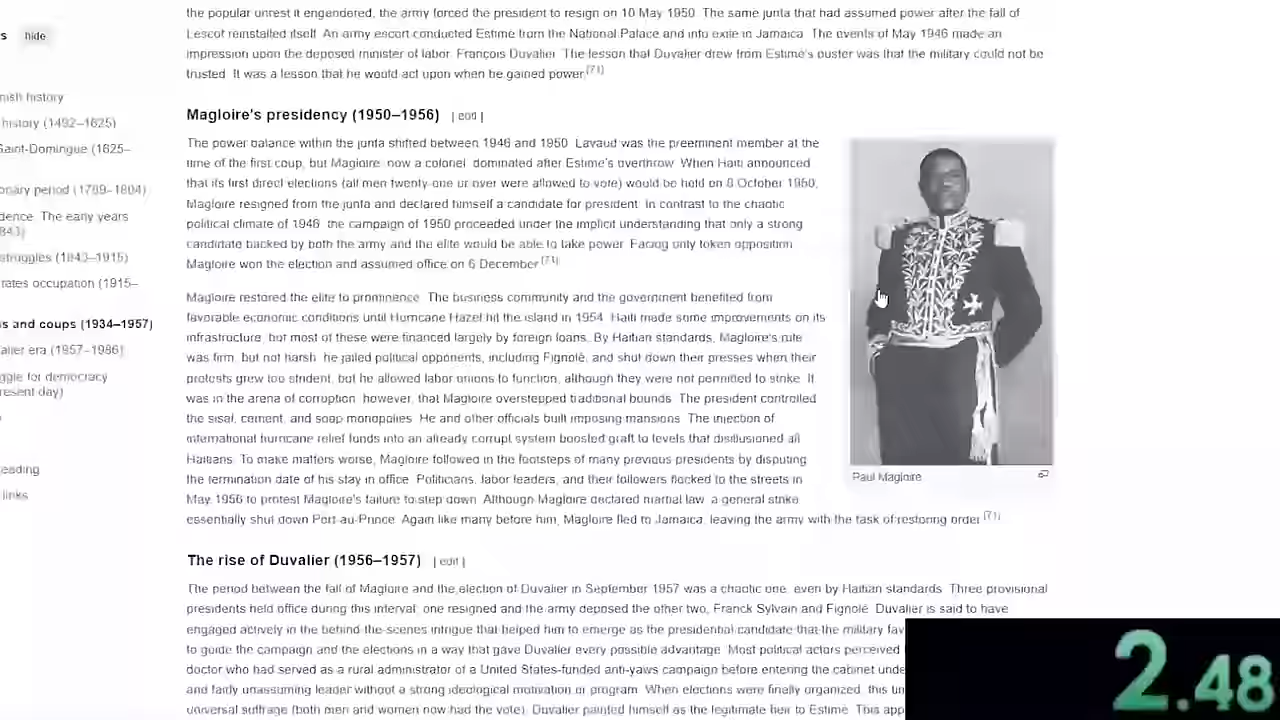 the popular unrest it engendered, the army forced the president to resign on 10 May 1950. The same junta that had assumed power after the fall of
s hide
Lescot reinstalled itself. An army escort conducted Estimé from the National Palace and into exile in Jamaica. The events of May 1946 made an
impression upon the deposed minister of labor, François Duvalier. The lesson that Duvalier drew from Estimé's ouster was that the military could not be
trusted. It was a lesson that he would act upon when he gained power.[71]
nish history
Magloire's presidency (1950–1956) [ edit ]
history (1492–1625)
The power balance within the junta shifted between 1946 and 1950. Lavaud was the preeminent member at the
Saint-Domingue (1625–
time of the first coup, but Magloire, now a colonel, dominated after Estimé's overthrow. When Haiti announced
that its first direct elections (all men twenty-one or over were allowed to vote) would be held on 8 October 1950,
onary period (1789–1804)
Magloire resigned from the junta and declared himself a candidate for president. In contrast to the chaotic
dence: The early years
843)
political climate of 1946, the campaign of 1950 proceeded under the implicit understanding that only a strong
candidate backed by both the army and the elite would be able to take power. Facing only token opposition,
struggles (1843–1915)
Magloire won the election and assumed office on 6 December.[71]
rates occupation (1915–
Magloire restored the elite to prominence. The business community and the government benefited from
favorable economic conditions until Hurricane Hazel hit the island in 1954. Haiti made some improvements on its
s and coups (1934–1957)
infrastructure, but most of these were financed largely by foreign loans. By Haitian standards, Magloire's rule
alier era (1957–1986)
was firm, but not harsh: he jailed political opponents, including Fignolé, and shut down their presses when their
ggle for democracy
resent day)
protests grew too strident, but he allowed labor unions to function, although they were not permitted to strike. It
was in the arena of corruption, however, that Magloire overstepped traditional bounds. The president controlled
the sisal, cement, and soap monopolies. He and other officials built imposing mansions. The injection of
international hurricane relief funds into an already corrupt system boosted graft to levels that disillusioned all
Haitians. To make matters worse, Magloire followed in the footsteps of many previous presidents by disputing
eading
the termination date of his stay in office. Politicians, labor leaders, and their followers flocked to the streets in
Paul Magloire
links
May 1956 to protest Magloire's failure to step down. Although Magloire declared martial law, a general strike
essentially shut down Port-au-Prince. Again like many before him, Magloire fled to Jamaica, leaving the army with the task of restoring order.[71]
The rise of Duvalier (1956–1957) [ edit ]
The period between the fall of Magloire and the election of Duvalier in September 1957 was a chaotic one, even by Haitian standards. Three provisional
presidents held office during this interval; one resigned and the army deposed the other two, Franck Sylvain and Fignolé. Duvalier is said to have
engaged actively in the behind-the-scenes intrigue that helped him to emerge as the presidential candidate that the military fav
to guide the campaign and the elections in a way that gave Duvalier every possible advantage. Most political actors perceived
doctor who had served as a rural administrator of a United States-funded anti-yaws campaign before entering the cabinet unde
and fairly unassuming leader without a strong ideological motivation or program. When elections were finally organized, this un
universal suffrage (both men and women now had the vote), Duvalier painted himself as the legitimate heir to Estimé. This app
2.48